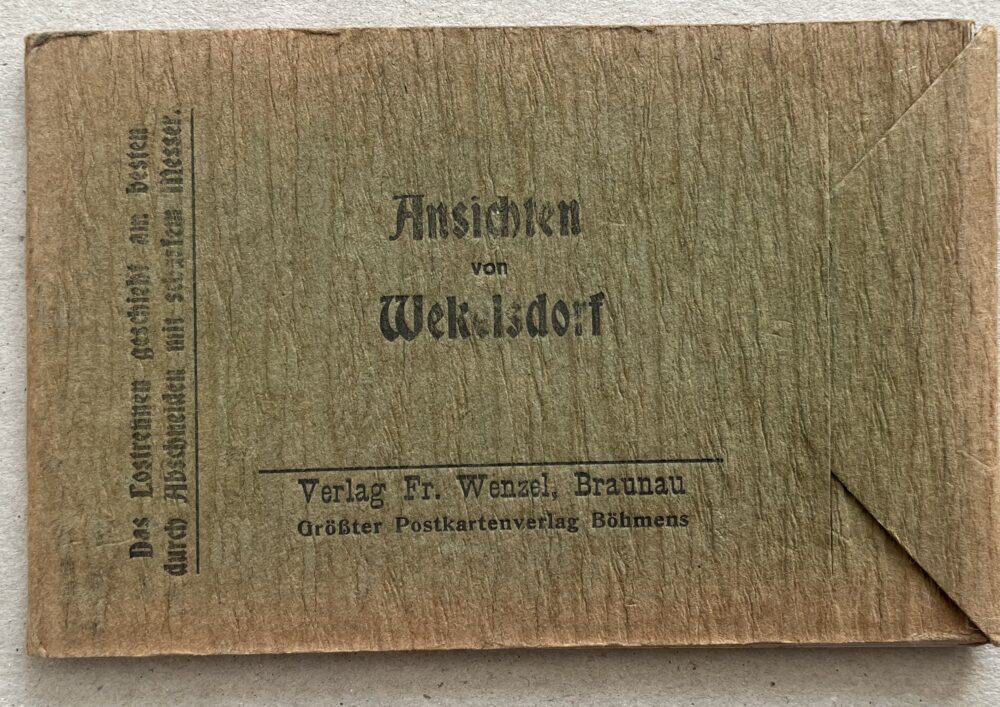 Das Lostrennen geschieht am besten
durch Abschneiden mit scharfem Messer.
Ansichten
von
Wekelsdorf
Verlag Fr. Wenzel, Braunau
Größter Postkartenverlag Böhmens